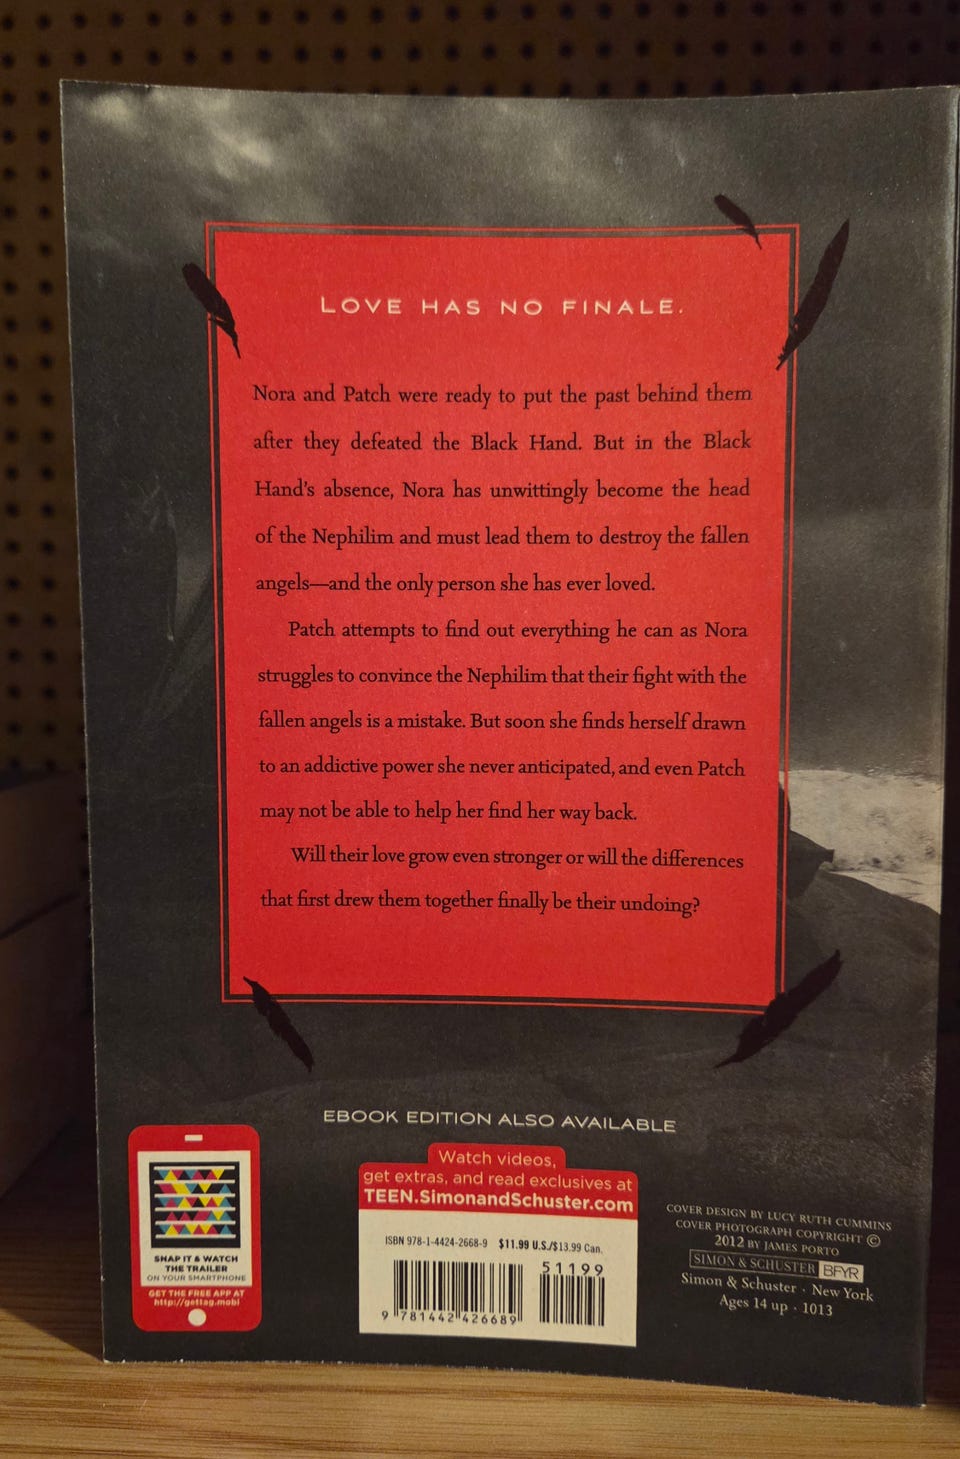 LOVE HAS NO FINALE.
Nora and Patch were ready to put the past behind them
after they defeated the Black Hand. But in the Black
Hand's absence, Nora has unwittingly become the head
of the Nephilim and must lead them to destroy the fallen
angels—and the only person she has ever loved.
Patch attempts to find out everything he can as Nora
struggles to convince the Nephilim that their fight with the
fallen angels is a mistake. But soon she finds herself drawn
to an addictive power she never anticipated, and even Patch
may not be able to help her find her way back.
Will their love grow even stronger or will the differences
that first drew them together finally be their undoing?
EBOOK EDITION ALSO AVAILABLE
SNAP IT & WATCH
THE TRAILER
ON YOUR SMARTPHONE
GET THE FREE APP AT
http://gettag.mobi
Watch videos,
get extras, and read exclusives at
TEEN.SimonandSchuster.com
ISBN 978-1-4424-2668-9 $11.99 U.S./$13.99 Can.
51199
9 781442 426689
COVER DESIGN BY LUCY RUTH CUMMINS
COVER PHOTOGRAPH COPYRIGHT ©
2012 BY JAMES PORTO
SIMON & SCHUSTER BFYR
Simon & Schuster · New York
Ages 14 up · 1013